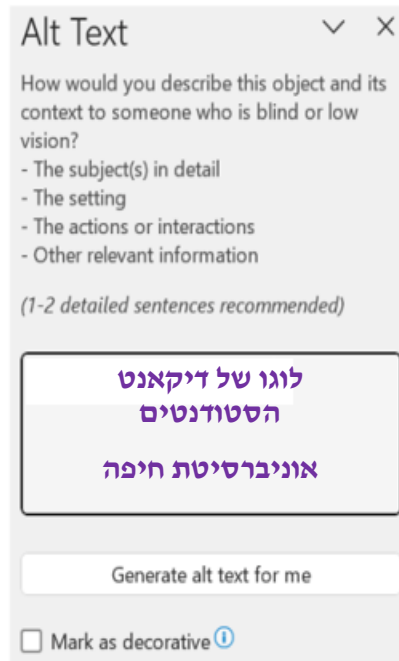 Alt Text
How would you describe this object and its
context to someone who is blind or low
vision?
- The subject(s) in detail
- The setting
- The actions or interactions
- Other relevant information
(1-2 detailed sentences recommended)
לוגו של דיקאנט
הסטודנטים
אוניברסיטת חיפה
Generate alt text for me
Mark as decorative